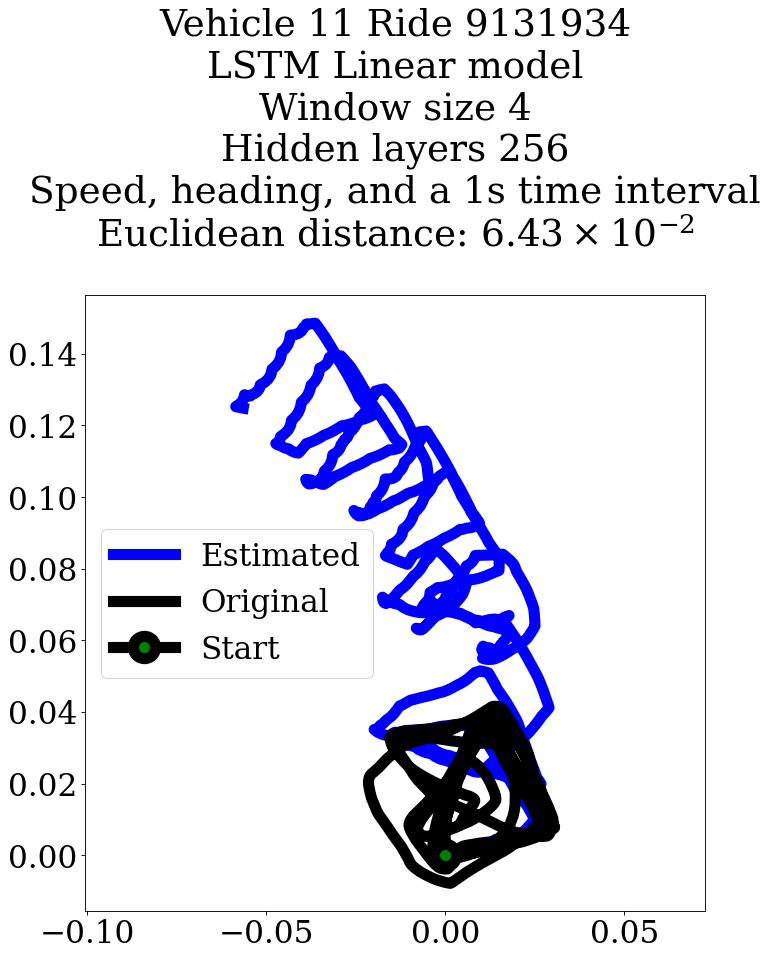 Vehicle 11 Ride 9131934
LSTM Linear model
Window size 4
Hidden layers 256
Speed, heading, and a 1s time interval
Euclidean distance: 6.43 × 10⁻²
0.14
0.12
0.10
0.08
0.06
0.04
0.02
0.00
Estimated
Original
Start
−0.10
−0.05
0.00
0.05